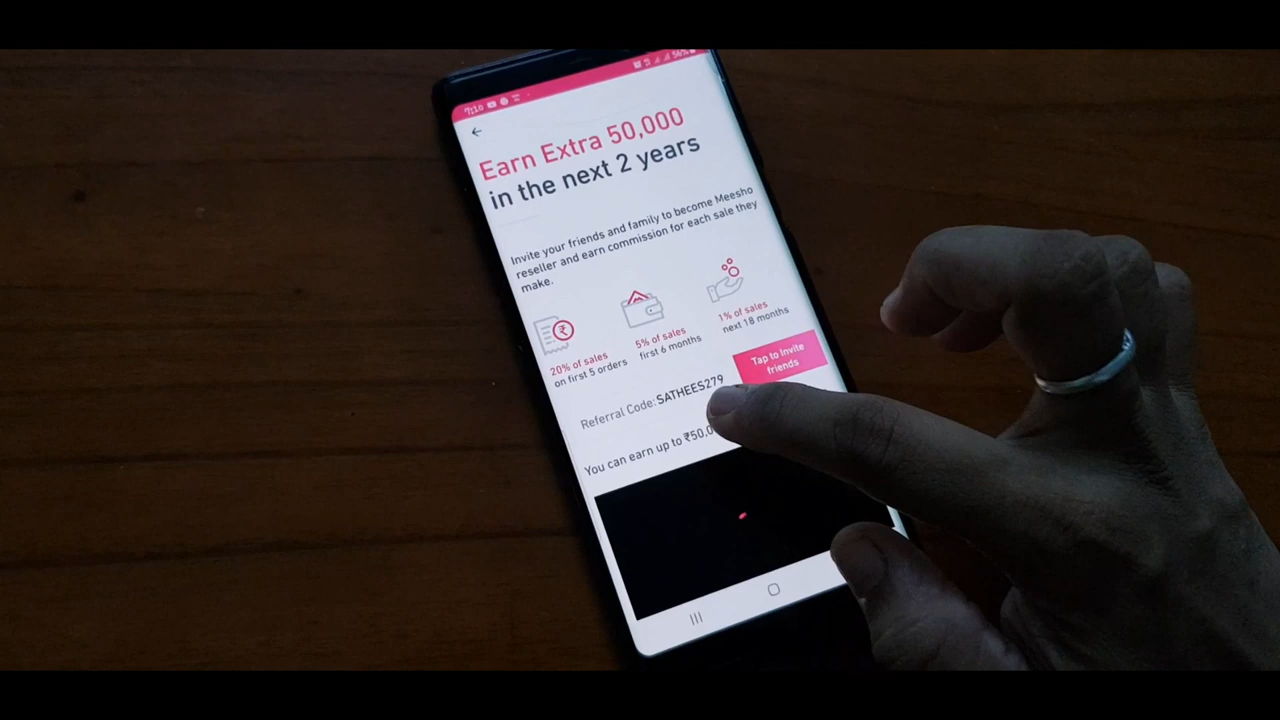 7:10
56%
Earn Extra 50,000
in the next 2 years
Invite your friends and family to become Meesho
reseller and earn commission for each sale they
make.
20% of sales
on first 5 orders
5% of sales
first 6 months
1% of sales
next 18 months
Tap to Invite
friends
Referral Code: SATHEES279
You can earn up to ₹50,0